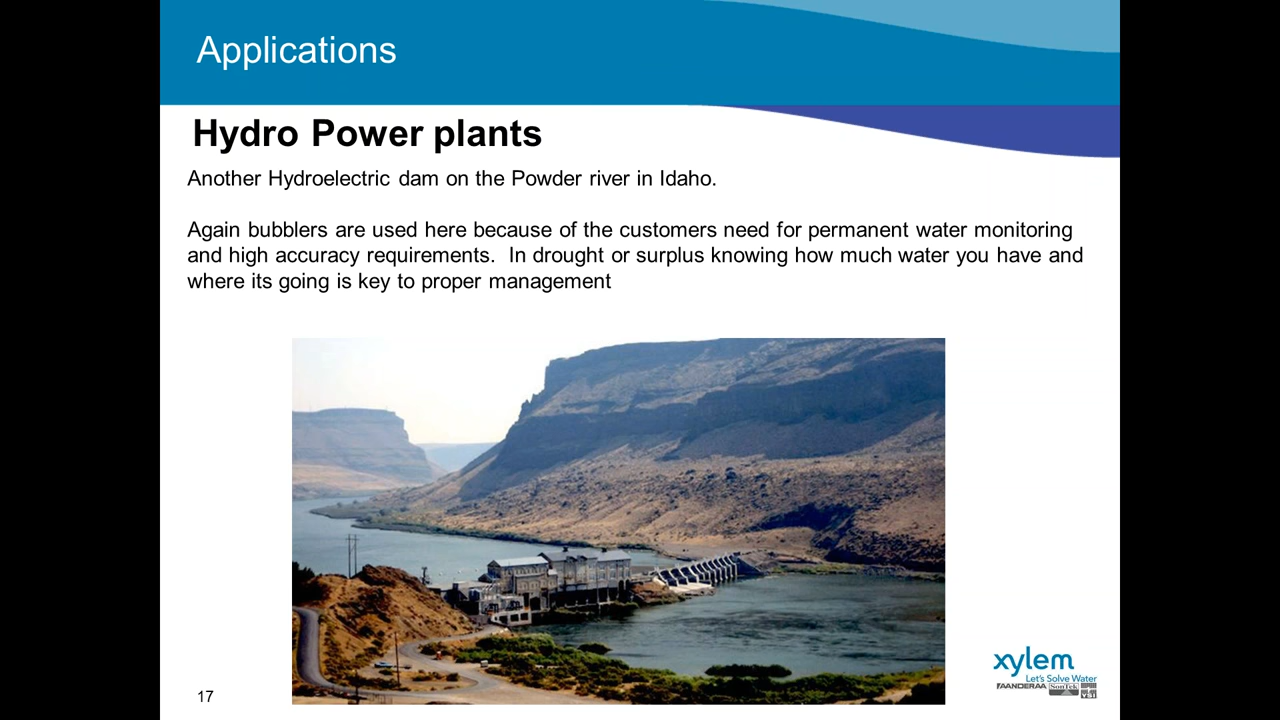 Applications
Hydro Power plants
Another Hydroelectric dam on the Powder river in Idaho.
Again bubblers are used here because of the customers need for permanent water monitoring
and high accuracy requirements.  In drought or surplus knowing how much water you have and
where its going is key to proper management
xylem
Let's Solve Water
FAANDERAA SonTek YSI
17